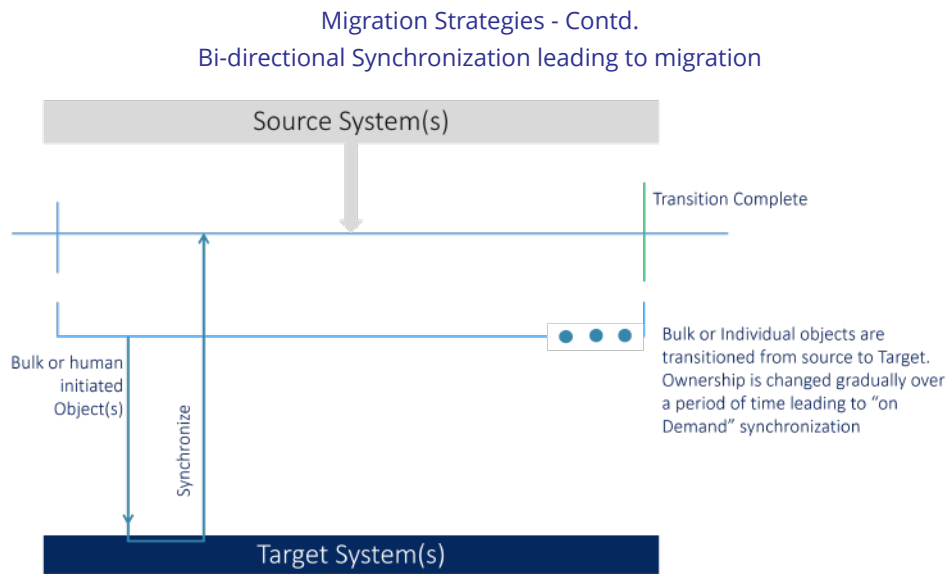 Migration Strategies - Contd.
Bi-directional Synchronization leading to migration
Source System(s)
Transition Complete
Bulk or human
initiated
Object(s)
Synchronize
Bulk or Individual objects are
transitioned from source to Target.
Ownership is changed gradually over
a period of time leading to “on
Demand” synchronization
Target System(s)